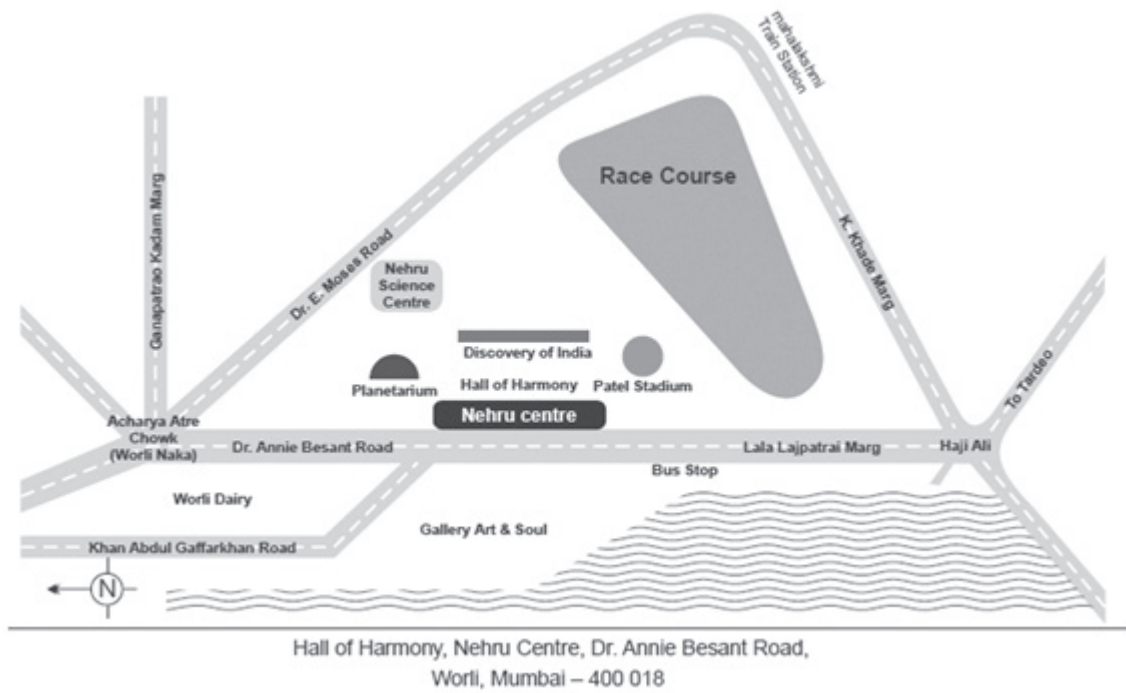 mahalakshmi
Train Station
Race Course
Ganapatrao Kadam Marg
Dr. E. Moses Road
K. Khade Marg
Nehru
Science
Centre
To Tardeo
Discovery of India
Planetarium
Hall of Harmony
Patel Stadium
Nehru centre
Acharya Atre
Chowk
(Worli Naka)
Dr. Annie Besant Road
Lala Lajpatrai Marg
Haji Ali
Bus Stop
Worli Dairy
Gallery Art & Soul
Khan Abdul Gaffarkhan Road
N
Hall of Harmony, Nehru Centre, Dr. Annie Besant Road,
Worli, Mumbai – 400 018